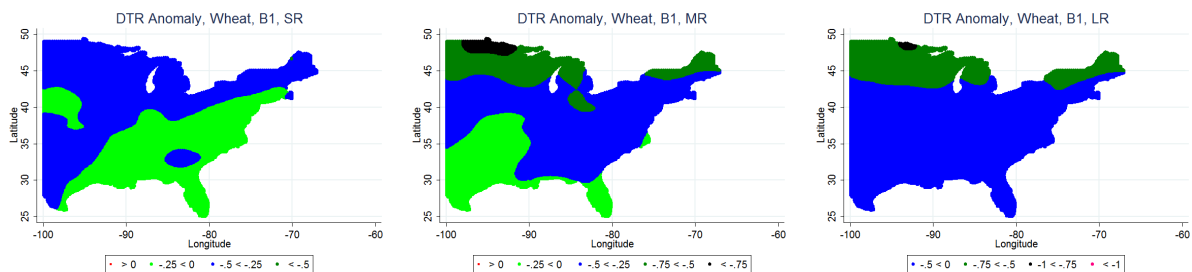 DTR Anomaly, Wheat, B1, SR
50
45
40
35
30
25
Latitude
-100
-90
-80
-70
-60
Longitude
> 0
-.25 < 0
-.5 < -.25
< -.5
DTR Anomaly, Wheat, B1, MR
50
45
40
35
30
25
Latitude
-100
-90
-80
-70
-60
Longitude
> 0
-.25 < 0
-.5 < -.25
-.75 < -.5
< -.75
DTR Anomaly, Wheat, B1, LR
50
45
40
35
30
25
Latitude
-100
-90
-80
-70
-60
Longitude
-.5 < 0
-.75 < -.5
-1 < -.75
< -1